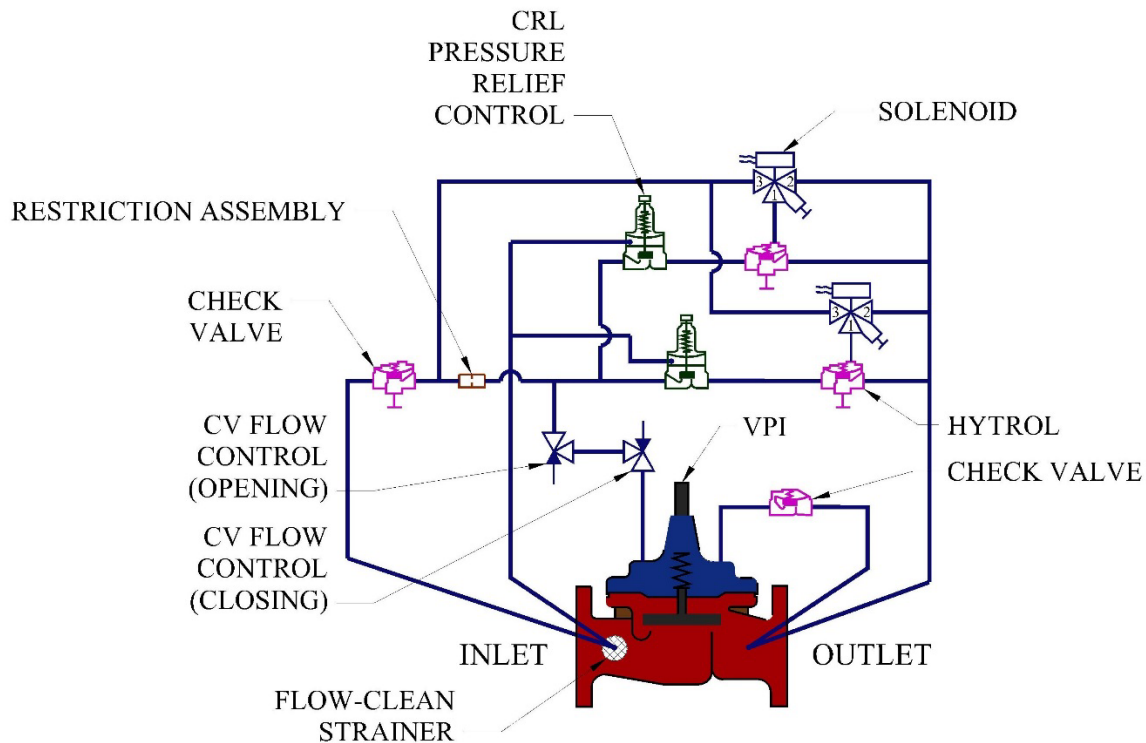 CRL
PRESSURE
RELIEF
CONTROL
SOLENOID
3 2
1
RESTRICTION ASSEMBLY
CHECK
VALVE
3 2
1
CV FLOW
CONTROL
(OPENING)
VPI
HYTROL
CHECK VALVE
CV FLOW
CONTROL
(CLOSING)
INLET
OUTLET
FLOW-CLEAN
STRAINER